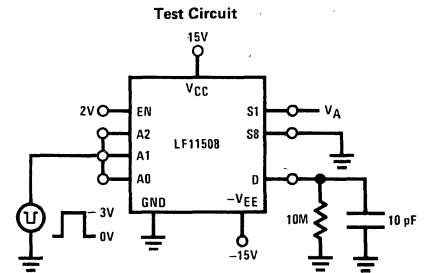 Test Circuit
15V
VCC
2V EN S1 VA
A2 S8
LF11508
A1
A0 D
GND -VEE
3V
0V
-15V
10M 10 pF